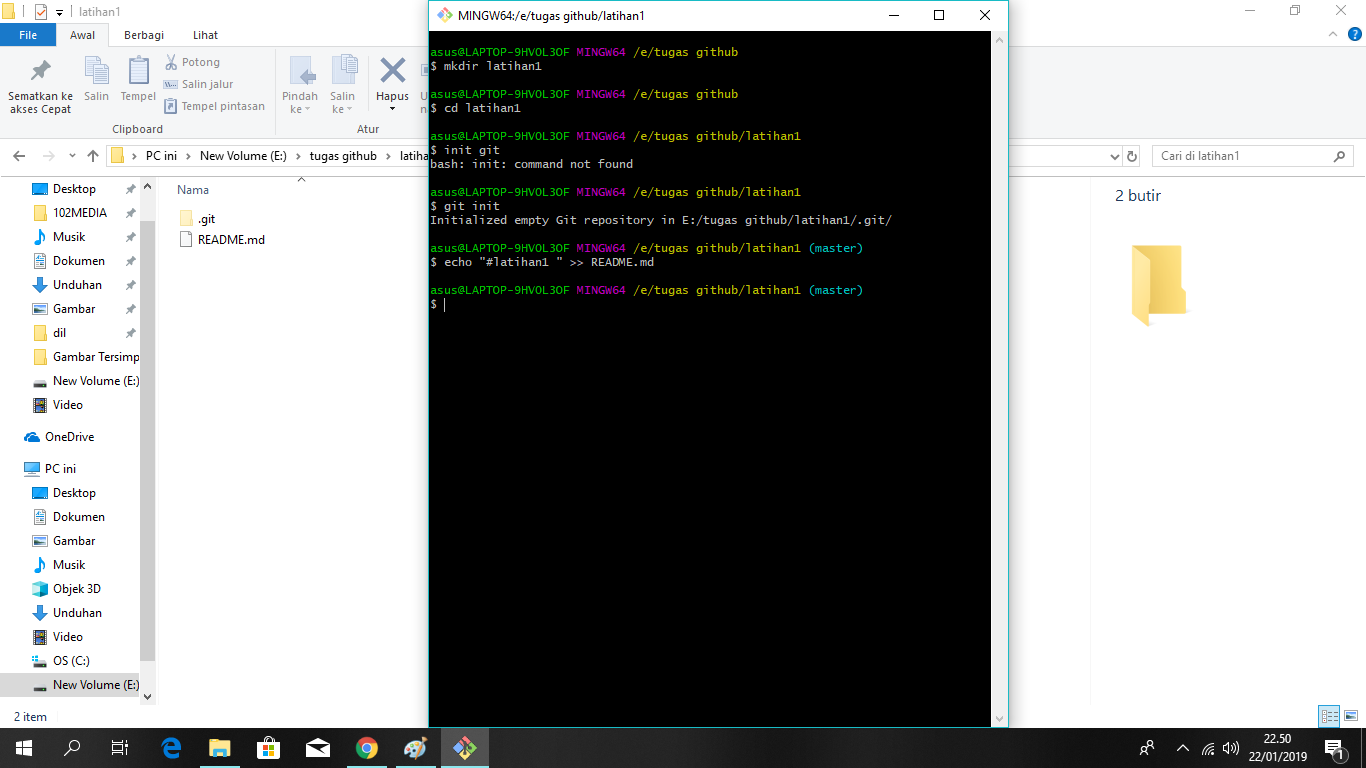 latihan1
File
Awal
Berbagi
Lihat
Sematkan ke
akses Cepat
Salin
Tempel
Potong
Salin jalur
Tempel pintasan
Clipboard
Pindah
ke
Salin
ke
Hapus
Atur
PC ini
New Volume (E:)
tugas github
Cari di latihan1
Desktop
102MEDIA
Musik
Dokumen
Unduhan
Gambar
dil
Gambar Tersimp
New Volume (E:)
Video
OneDrive
PC ini
Desktop
Dokumen
Gambar
Musik
Objek 3D
Unduhan
Video
OS (C:)
New Volume (E:)
2 item
Nama
.git
README.md
MINGW64:/e/tugas github/latihan1
asus@LAPTOP-9HVOL3OF MINGW64 /e/tugas github
$ mkdir latihan1
asus@LAPTOP-9HVOL3OF MINGW64 /e/tugas github
$ cd latihan1
asus@LAPTOP-9HVOL3OF MINGW64 /e/tugas github/latihan1
$ init git
bash: init: command not found
asus@LAPTOP-9HVOL3OF MINGW64 /e/tugas github/latihan1
$ git init
Initialized empty Git repository in E:/tugas github/latihan1/.git/
asus@LAPTOP-9HVOL3OF MINGW64 /e/tugas github/latihan1 (master)
$ echo "#latihan1 " >> README.md
asus@LAPTOP-9HVOL3OF MINGW64 /e/tugas github/latihan1 (master)
$
2 butir
22.50
22/01/2019
1